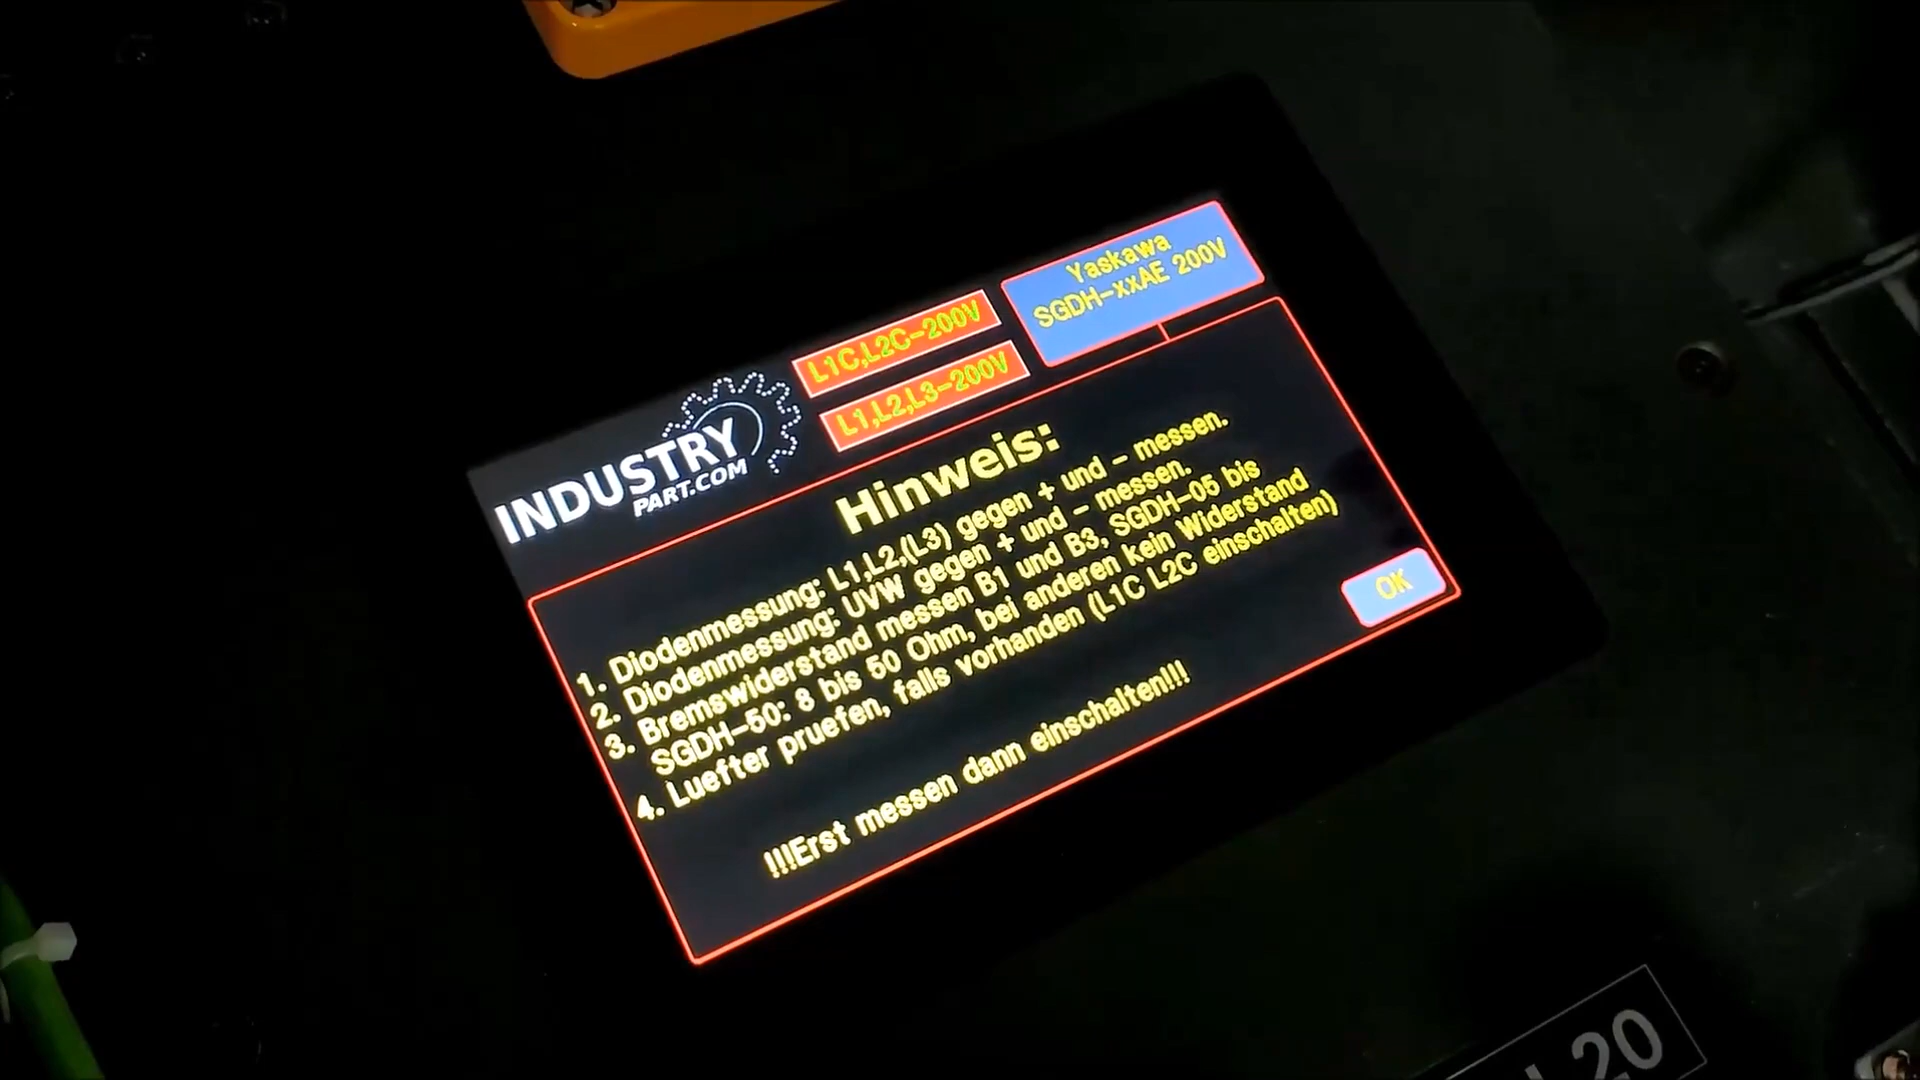 Yaskawa
SGDH-xxAE 200V
L1C,L2C-200V
L1,L2,L3-200V
INDUSTRY
PART.COM
Hinweis:
1. Diodenmessung: L1,L2,(L3) gegen + und - messen.
2. Diodenmessung: UVW gegen + und - messen.
3. Bremswiderstand messen B1 und B3, SGDH-05 bis
SGDH-50: 8 bis 50 Ohm, bei anderen kein Widerstand
4. Luefter pruefen, falls vorhanden (L1C L2C einschalten)
!!!Erst messen dann einschalten!!!
OK
20